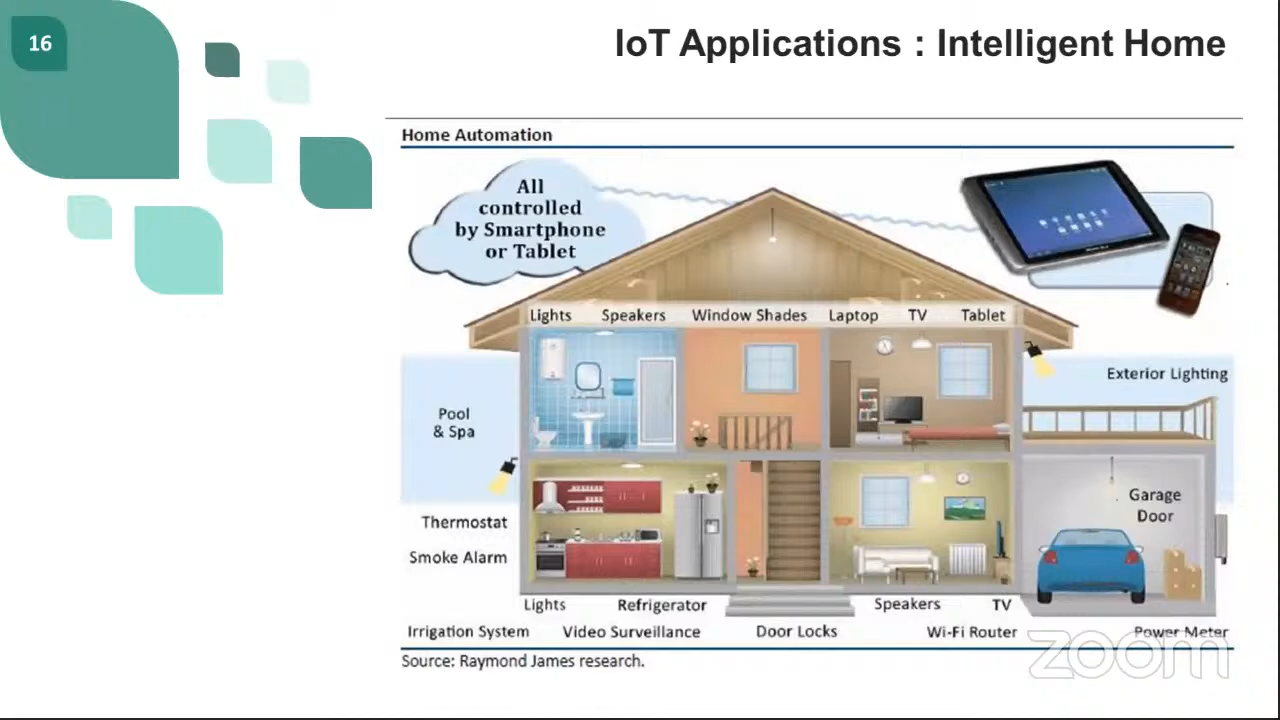 16
IoT Applications : Intelligent Home
Home Automation
All
controlled
by Smartphone
or Tablet
Lights Speakers Window Shades Laptop TV Tablet
Exterior Lighting
Pool
& Spa
Garage
Door
Thermostat
Smoke Alarm
Lights Refrigerator Speakers TV
Irrigation System Video Surveillance Door Locks Wi-Fi Router Power Meter
Source: Raymond James research.
zoom